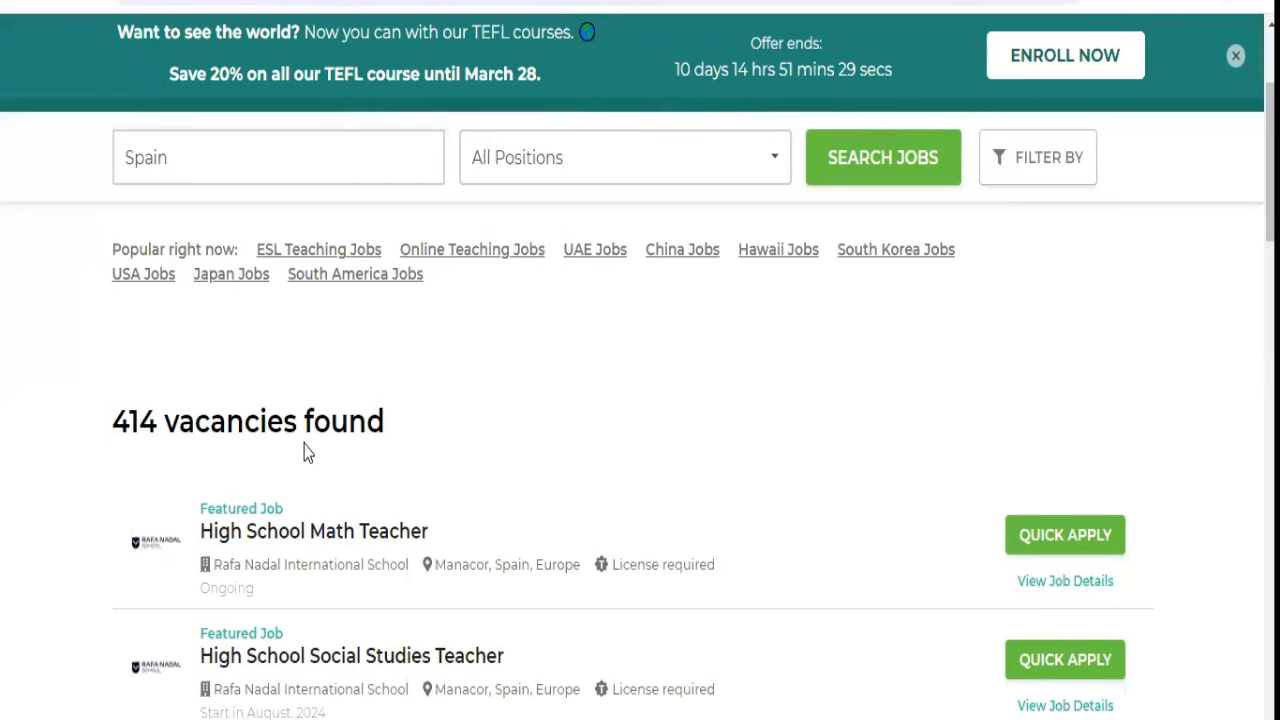 Want to see the world? Now you can with our TEFL courses.
Save 20% on all our TEFL course until March 28.
Offer ends:
10 days 14 hrs 51 mins 29 secs
ENROLL NOW
Spain
All Positions
SEARCH JOBS
FILTER BY
Popular right now: ESL Teaching Jobs Online Teaching Jobs UAE Jobs China Jobs Hawaii Jobs South Korea Jobs
USA Jobs Japan Jobs South America Jobs
414 vacancies found
Featured Job
High School Math Teacher
RAFA NADAL
SCHOOL
Rafa Nadal International School Manacor, Spain, Europe License required
Ongoing
QUICK APPLY
View Job Details
Featured Job
High School Social Studies Teacher
RAFA NADAL
SCHOOL
Rafa Nadal International School Manacor, Spain, Europe License required
Start in August, 2024
QUICK APPLY
View Job Details